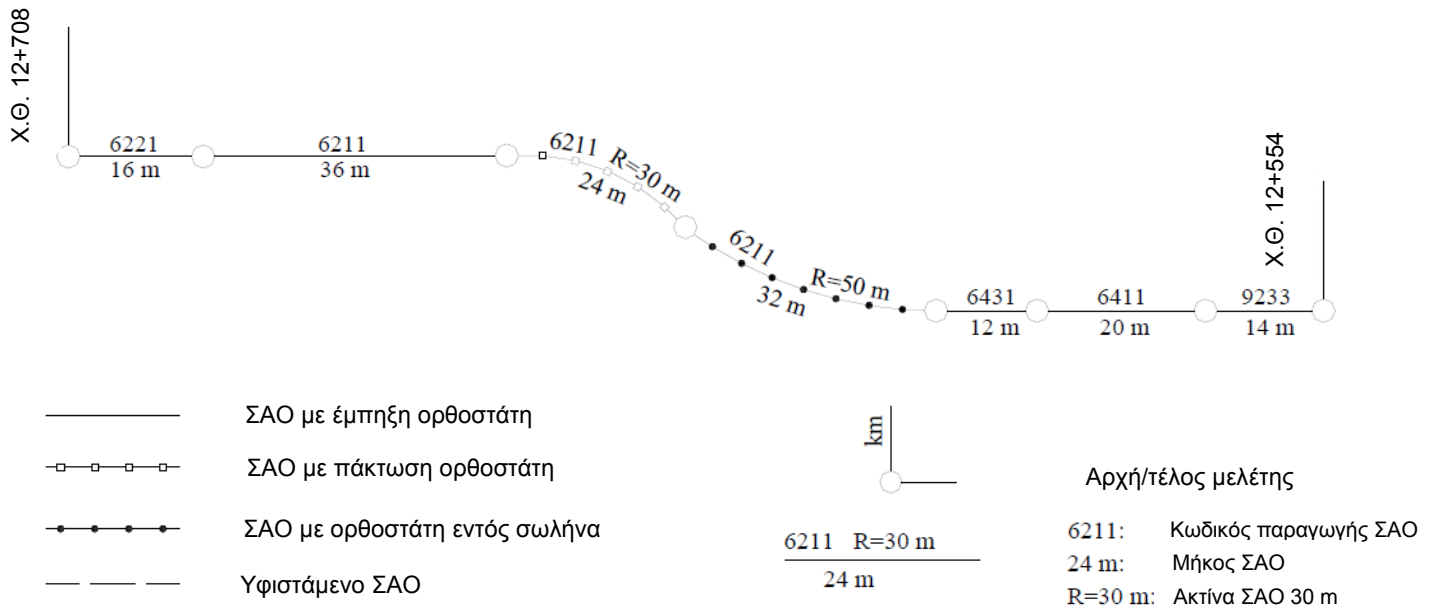 Χ.Θ. 12+708
6221
16 m
6211
36 m
6211 R=30 m
24 m
6211 R=50 m
32 m
6431
12 m
6411
20 m
9233
14 m
Χ.Θ. 12+554
ΣΑΟ με έμπηξη ορθοστάτη
ΣΑΟ με πάκτωση ορθοστάτη
ΣΑΟ με ορθοστάτη εντός σωλήνα
Υφιστάμενο ΣΑΟ
km
Αρχή/τέλος μελέτης
6211 R=30 m
24 m
6211: Κωδικός παραγωγής ΣΑΟ
24 m: Μήκος ΣΑΟ
R=30 m: Ακτίνα ΣΑΟ 30 m